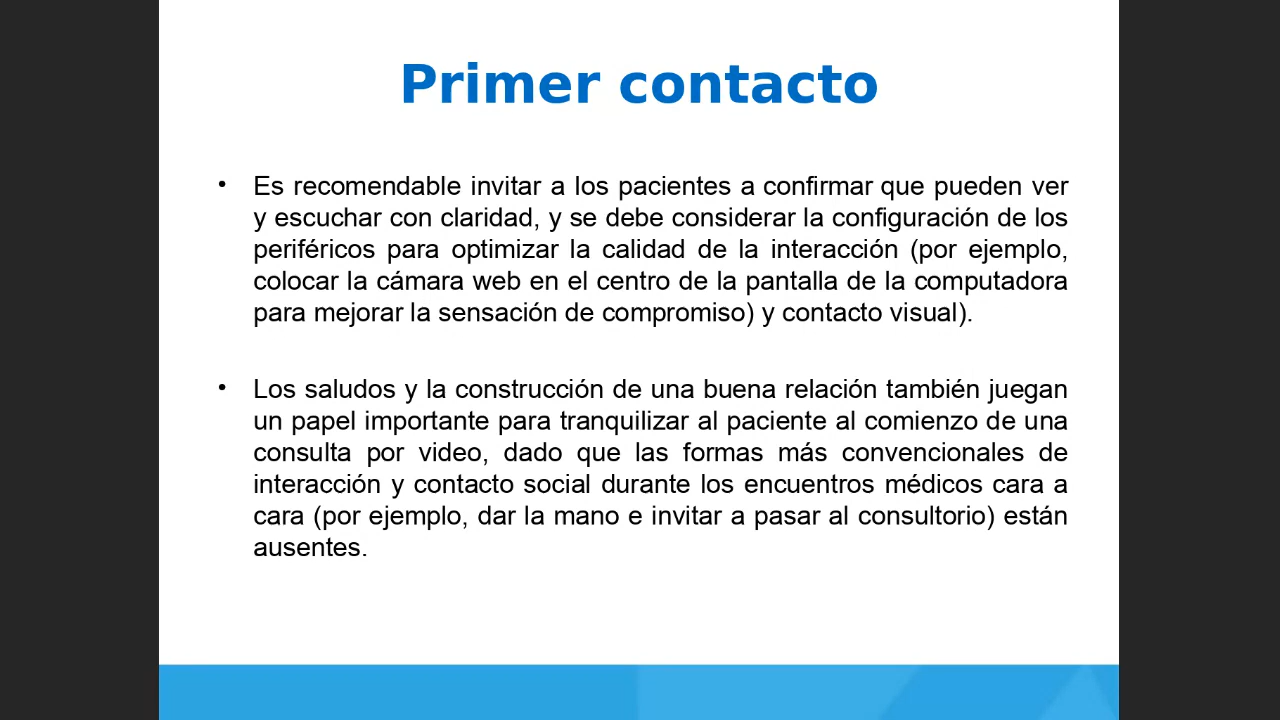 Primer contacto
• Es recomendable invitar a los pacientes a confirmar que pueden ver
y escuchar con claridad, y se debe considerar la configuración de los
periféricos para optimizar la calidad de la interacción (por ejemplo,
colocar la cámara web en el centro de la pantalla de la computadora
para mejorar la sensación de compromiso) y contacto visual).
• Los saludos y la construcción de una buena relación también juegan
un papel importante para tranquilizar al paciente al comienzo de una
consulta por video, dado que las formas más convencionales de
interacción y contacto social durante los encuentros médicos cara a
cara (por ejemplo, dar la mano e invitar a pasar al consultorio) están
ausentes.